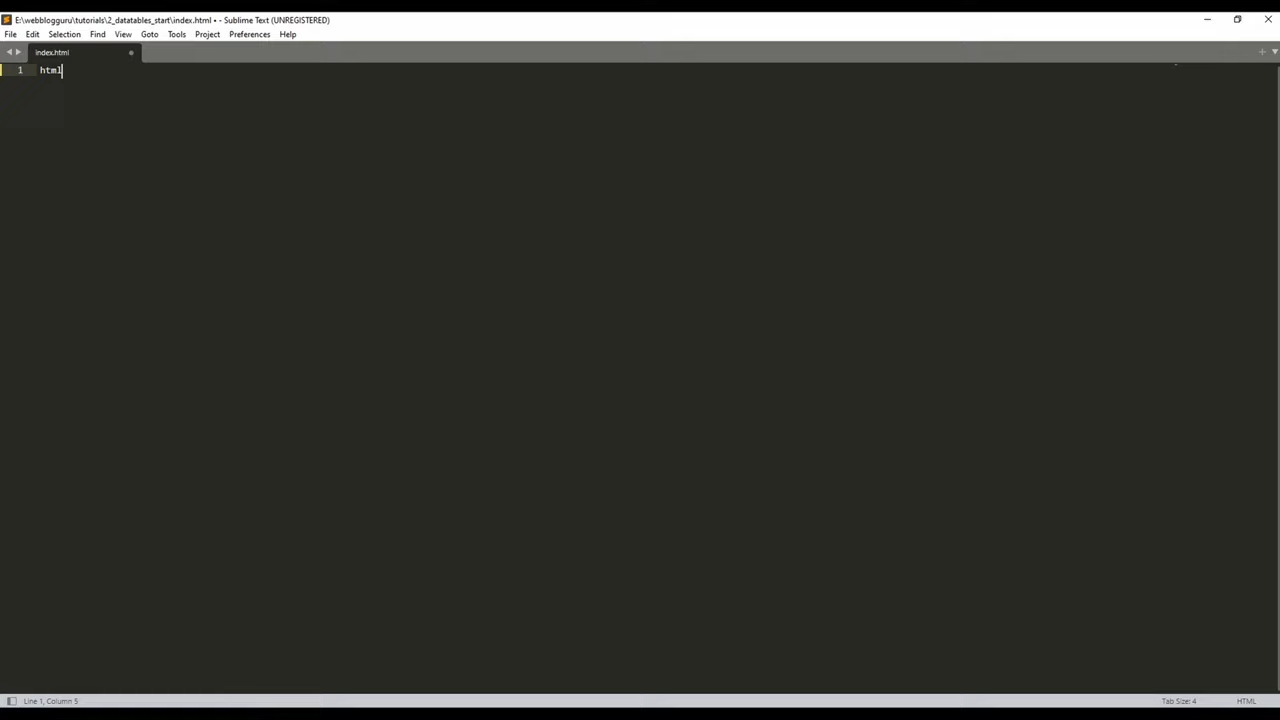 E:\webblogguru\tutorials\2_datatables_start\index.html • - Sublime Text (UNREGISTERED)
File Edit Selection Find View Goto Tools Project Preferences Help
index.html
1 html
Line 1, Column 5 Tab Size: 4 HTML